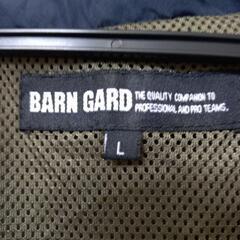 BARN GARD
THE QUALITY COMPANION TO
PROFESSIONAL AND PRO TEAMS.
L